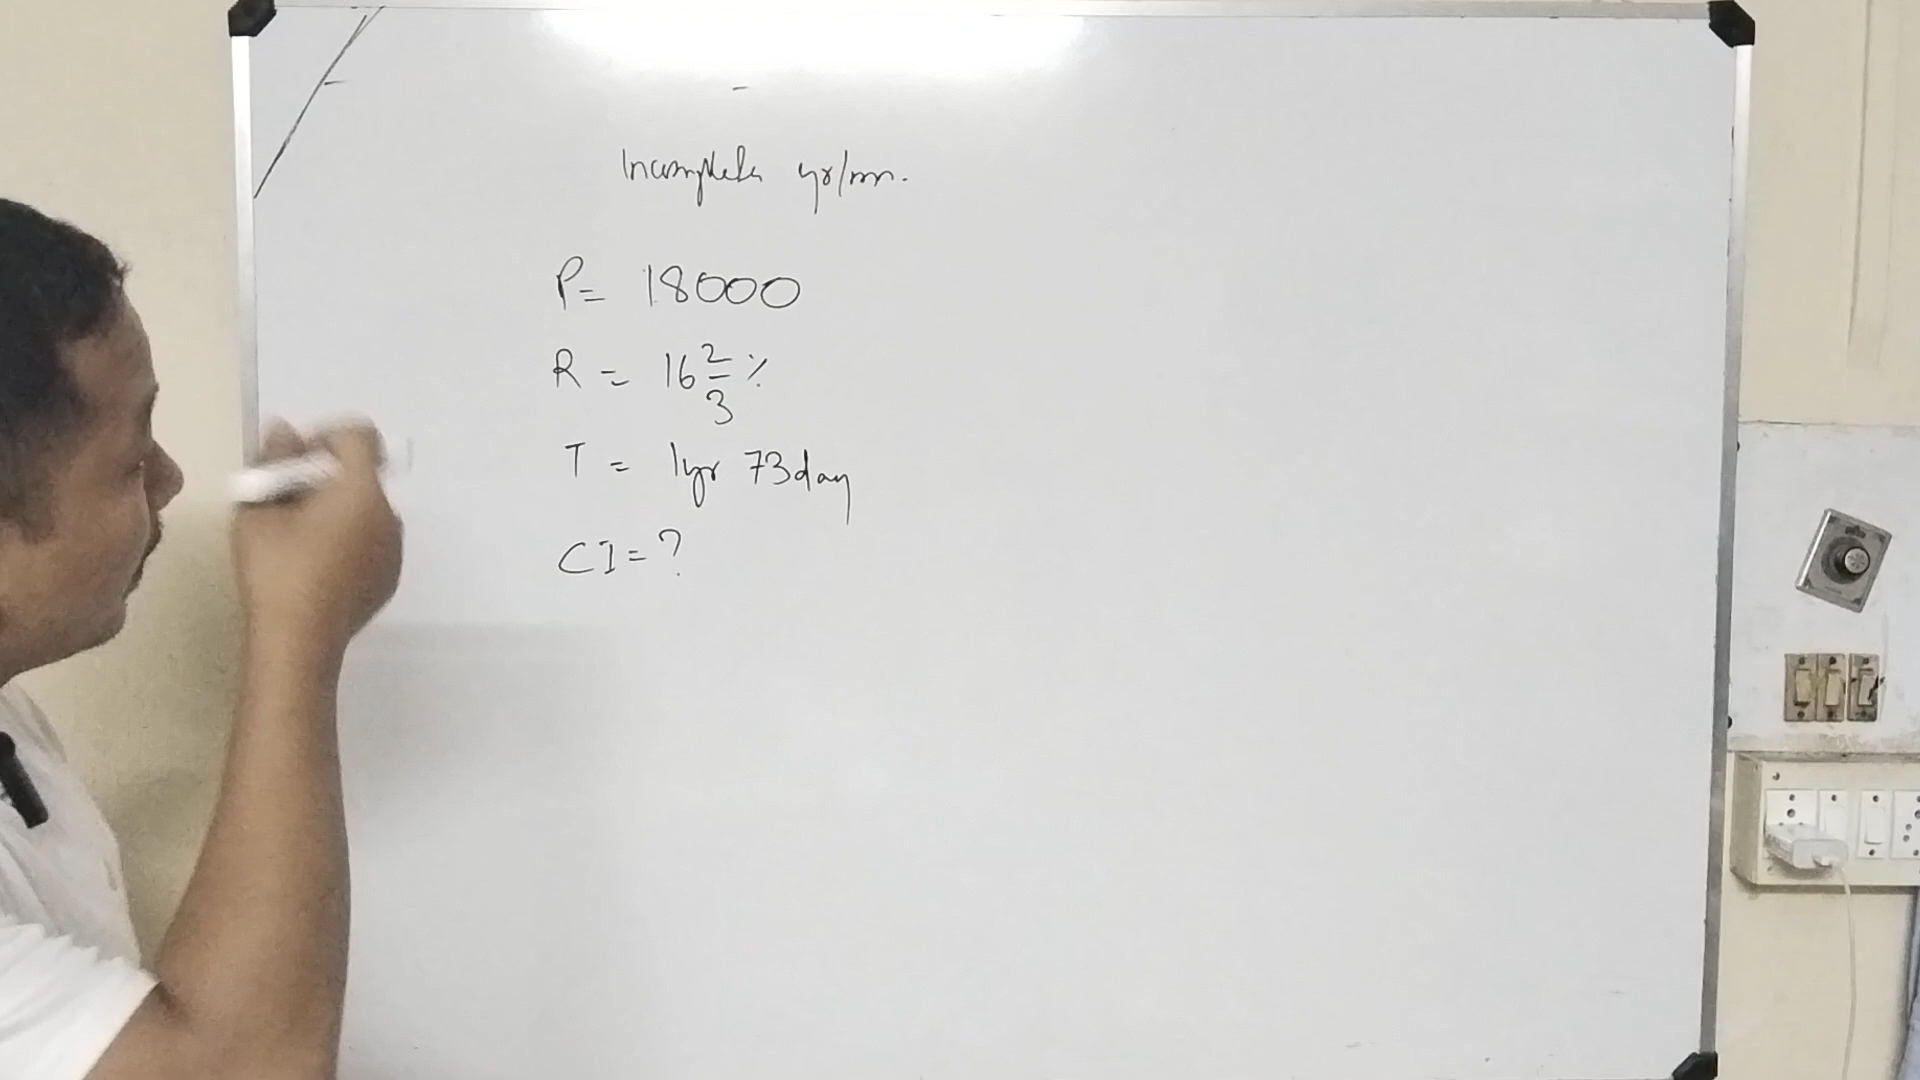 Incomplete yr/mn.
P = 18000
R = 16 2/3 %
T = 1yr 73day
CI = ?